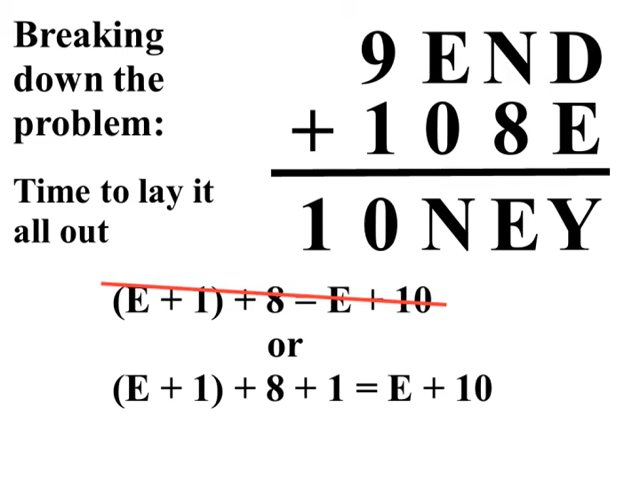 Breaking
down the
problem:
Time to lay it
all out
9 E N D
+ 1 0 8 E
1 0 N E Y
(E + 1) + 8 = E + 10
or
(E + 1) + 8 + 1 = E + 10